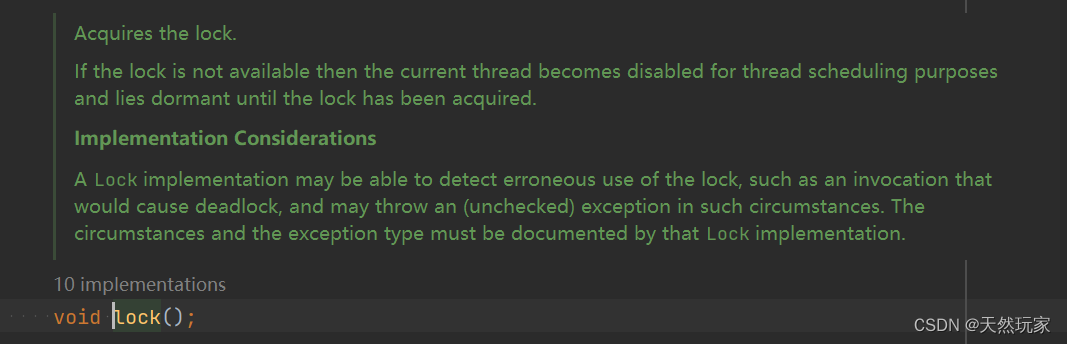 Acquires the lock.
If the lock is not available then the current thread becomes disabled for thread scheduling purposes
and lies dormant until the lock has been acquired.
Implementation Considerations
A Lock implementation may be able to detect erroneous use of the lock, such as an invocation that
would cause deadlock, and may throw an (unchecked) exception in such circumstances. The
circumstances and the exception type must be documented by that Lock implementation.
10 implementations
void lock();
CSDN @天然玩家